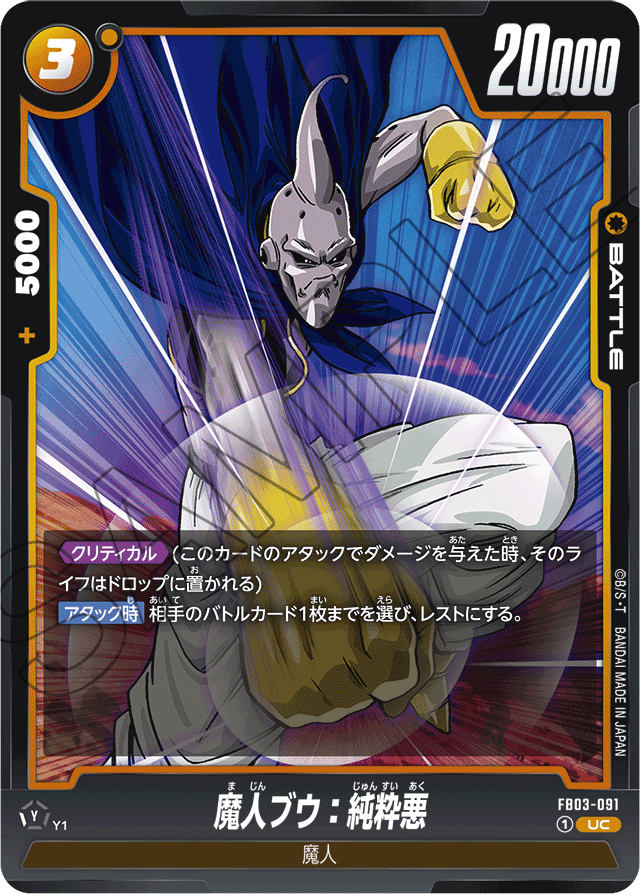 3
20000
+ 5000
BATTLE
SAMPLE
クリティカル (このカードのアタックでダメージを与えた時、そのラ
イフはドロップに置かれる)
アタック時 相手のバトルカード1枚までを選び、レストにする。
©B/S・T BANDAI MADE IN JAPAN
Y Y1
魔人ブウ:純粋悪
FB03-091
1 UC
魔人